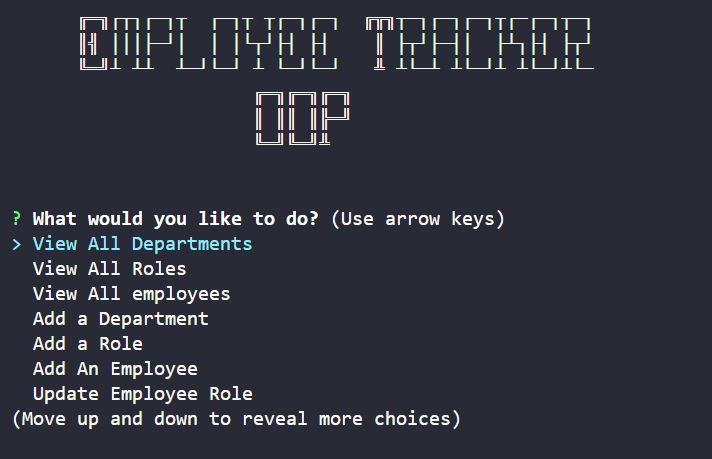 EMPLOYEE TRACKER
OOP
? What would you like to do? (Use arrow keys)
> View All Departments
View All Roles
View All employees
Add a Department
Add a Role
Add An Employee
Update Employee Role
(Move up and down to reveal more choices)